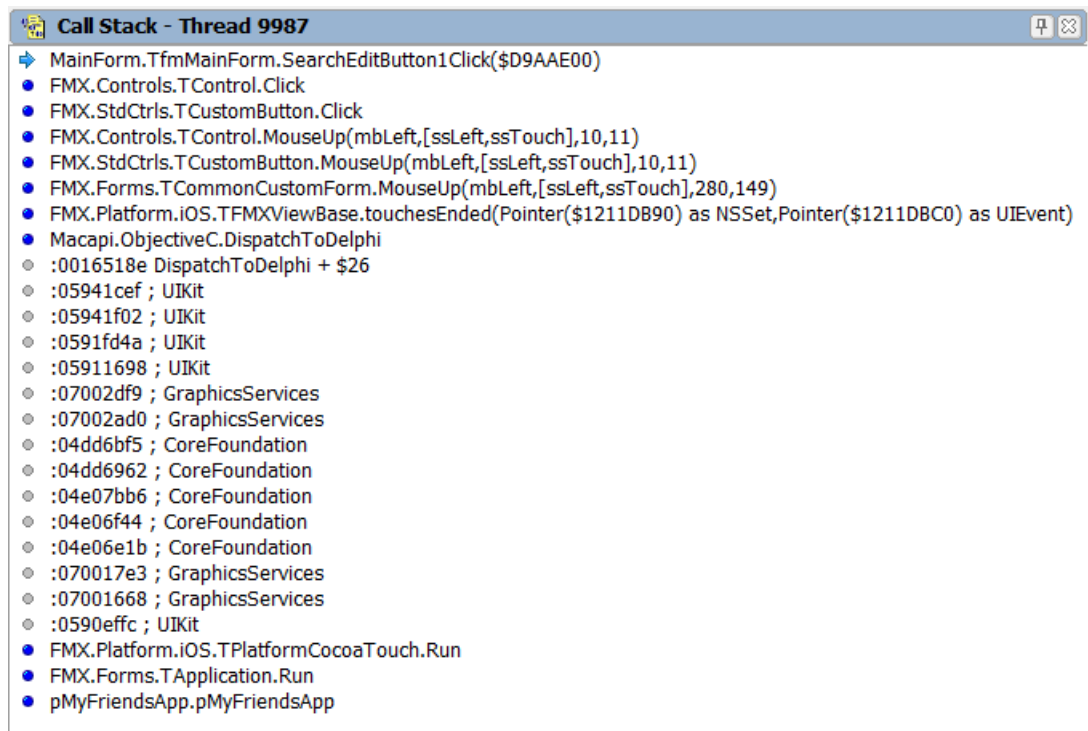 Call Stack - Thread 9987
MainForm.TfmMainForm.SearchEditButton1Click($D9AAE00)
FMX.Controls.TControl.Click
FMX.StdCtrls.TCustomButton.Click
FMX.Controls.TControl.MouseUp(mbLeft,[ssLeft,ssTouch],10,11)
FMX.StdCtrls.TCustomButton.MouseUp(mbLeft,[ssLeft,ssTouch],10,11)
FMX.Forms.TCommonCustomForm.MouseUp(mbLeft,[ssLeft,ssTouch],280,149)
FMX.Platform.iOS.TFMXViewBase.touchesEnded(Pointer($1211DB90) as NSSet,Pointer($1211DBC0) as UIEvent)
Macapi.ObjectiveC.DispatchToDelphi
:0016518e DispatchToDelphi + $26
:05941cef ; UIKit
:05941f02 ; UIKit
:0591fd4a ; UIKit
:05911698 ; UIKit
:07002df9 ; GraphicsServices
:07002ad0 ; GraphicsServices
:04dd6bf5 ; CoreFoundation
:04dd6962 ; CoreFoundation
:04e07bb6 ; CoreFoundation
:04e06f44 ; CoreFoundation
:04e06e1b ; CoreFoundation
:070017e3 ; GraphicsServices
:07001668 ; GraphicsServices
:0590effc ; UIKit
FMX.Platform.iOS.TPlatformCocoaTouch.Run
FMX.Forms.TApplication.Run
pMyFriendsApp.pMyFriendsApp